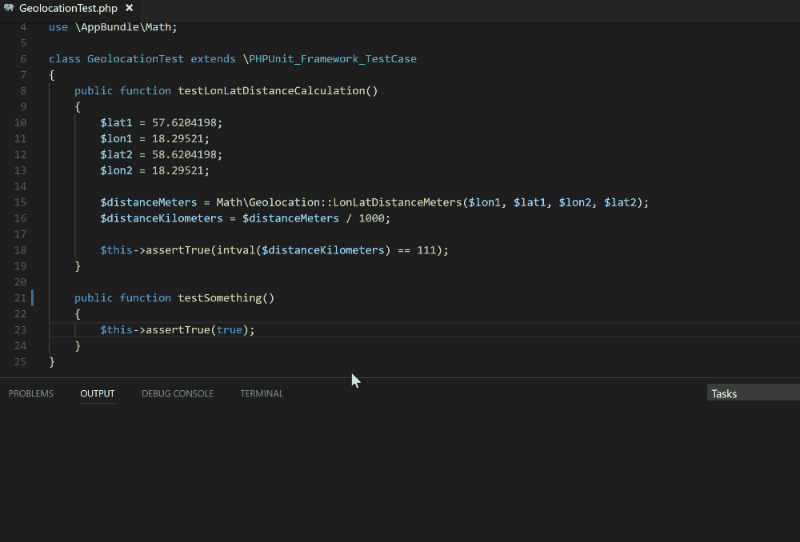 GeolocationTest.php ×
4 use \AppBundle\Math;
5
6 class GeolocationTest extends \PHPUnit_Framework_TestCase
7 {
8 public function testLonLatDistanceCalculation()
9 {
10 $lat1 = 57.6204198;
11 $lon1 = 18.29521;
12 $lat2 = 58.6204198;
13 $lon2 = 18.29521;
14
15 $distanceMeters = Math\Geolocation::LonLatDistanceMeters($lon1, $lat1, $lon2, $lat2);
16 $distanceKilometers = $distanceMeters / 1000;
17
18 $this->assertTrue(intval($distanceKilometers) == 111);
19 }
20
21 public function testSomething()
22 {
23 $this->assertTrue(true);
24 }
25 }
PROBLEMS OUTPUT DEBUG CONSOLE TERMINAL Tasks